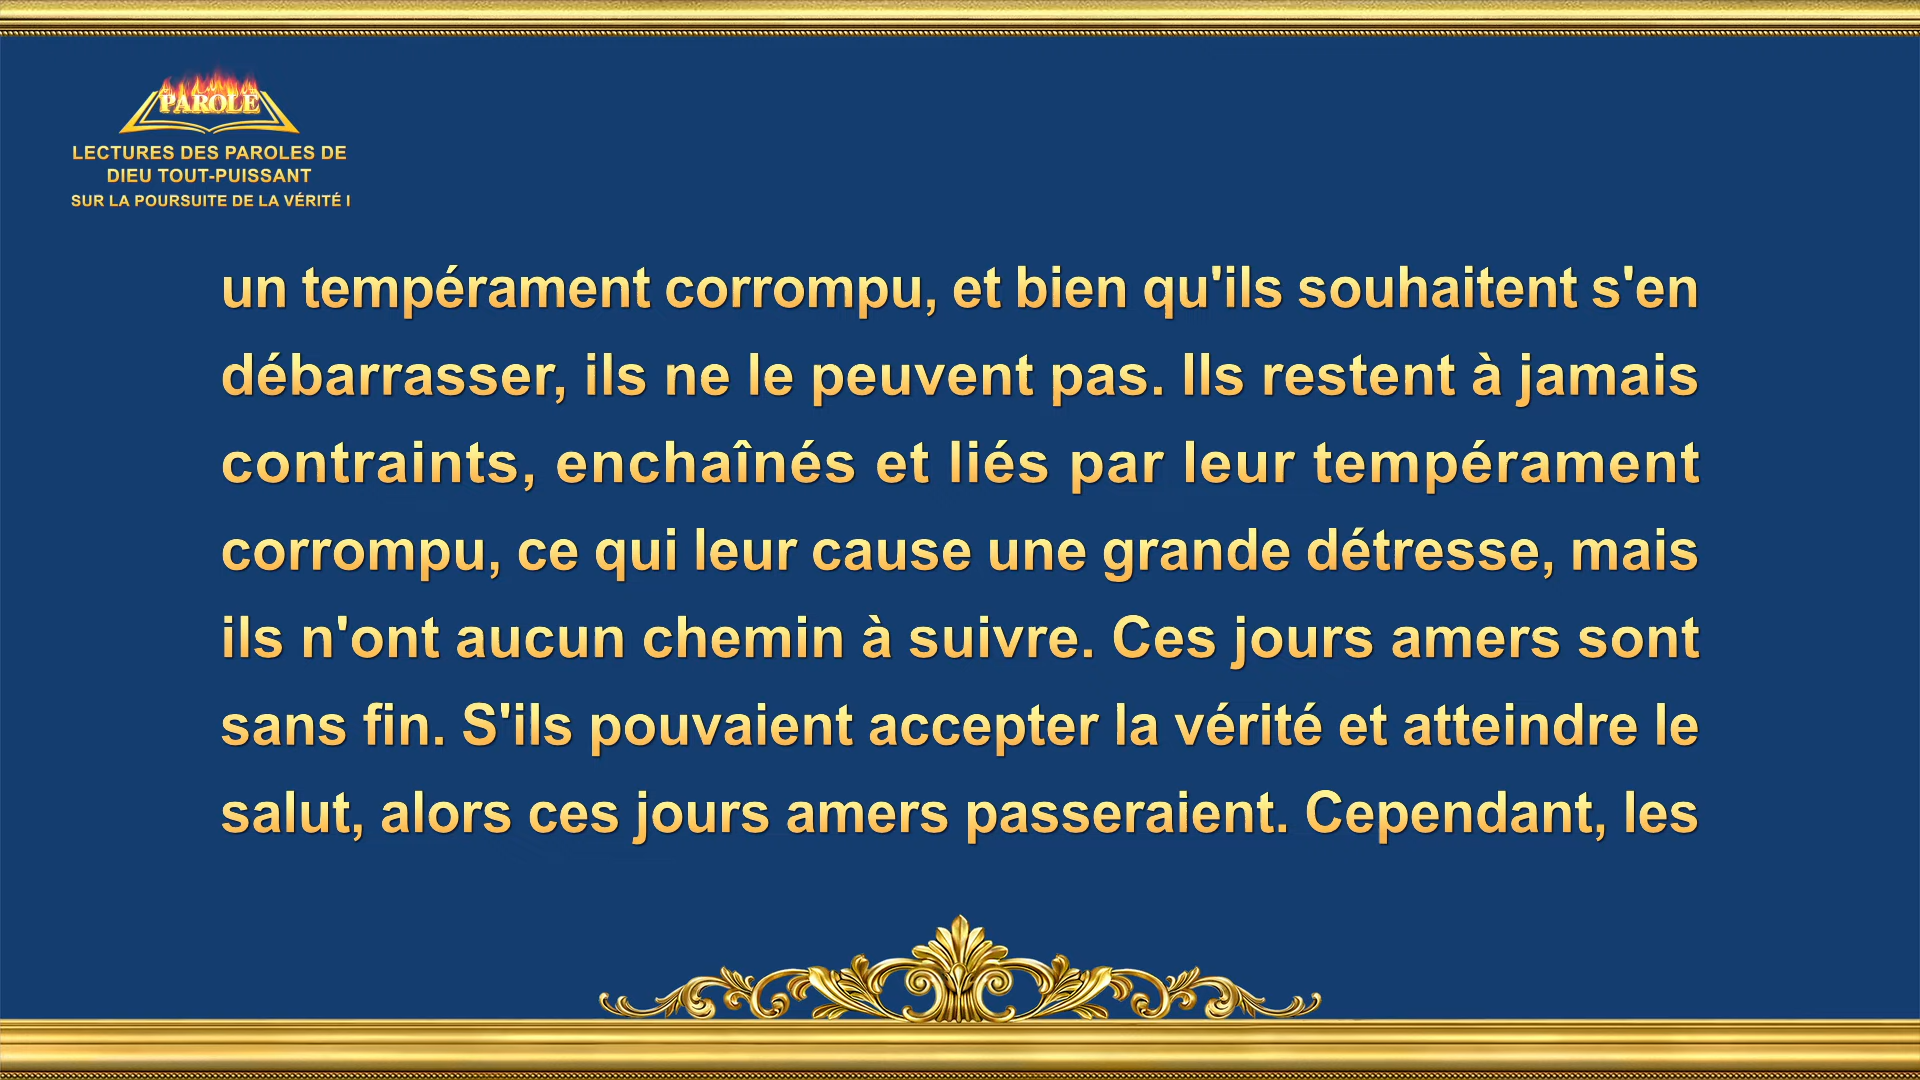 PAROLE
LECTURES DES PAROLES DE
DIEU TOUT-PUISSANT
SUR LA POURSUITE DE LA VÉRITÉ I
un tempérament corrompu, et bien qu'ils souhaitent s'en
débarrasser, ils ne le peuvent pas. Ils restent à jamais
contraints, enchaînés et liés par leur tempérament
corrompu, ce qui leur cause une grande détresse, mais
ils n'ont aucun chemin à suivre. Ces jours amers sont
sans fin. S'ils pouvaient accepter la vérité et atteindre le
salut, alors ces jours amers passeraient. Cependant, les